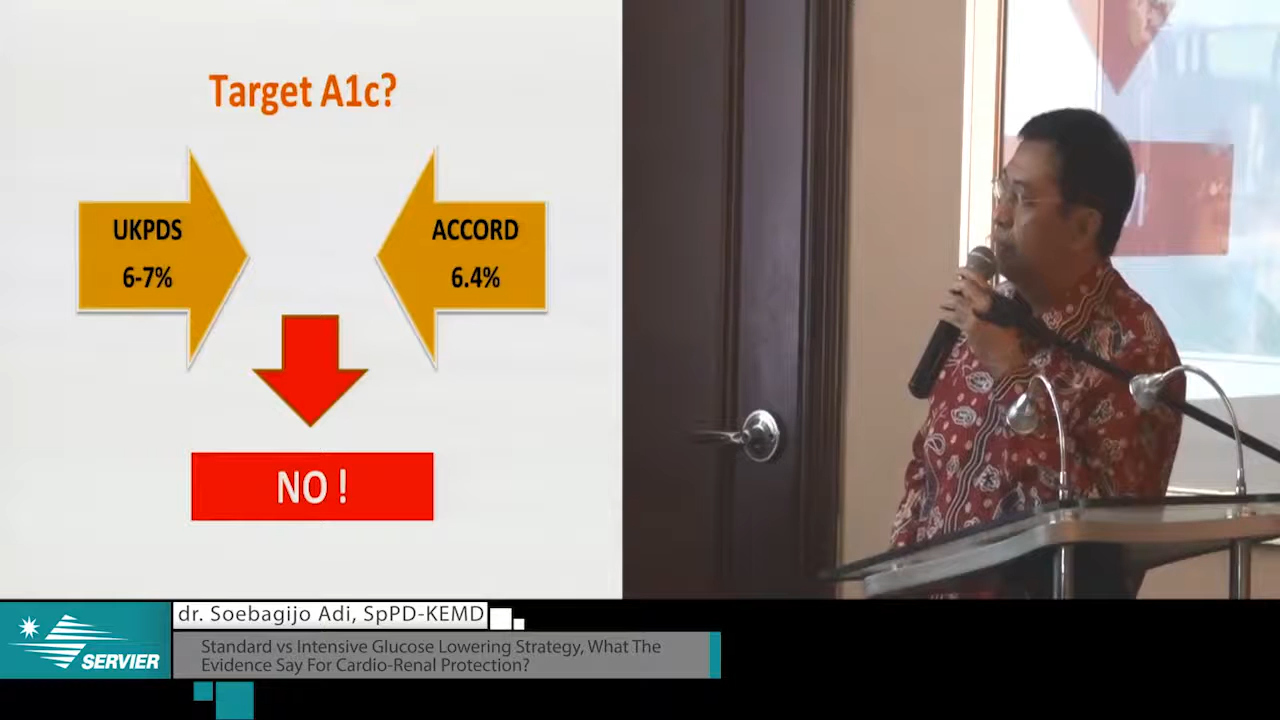 Target A1c?
UKPDS
6-7%
ACCORD
6.4%
NO !
dr. Soebagijo Adi, SpPD-KEMD
SERVIER
Standard vs Intensive Glucose Lowering Strategy, What The
Evidence Say For Cardio-Renal Protection?